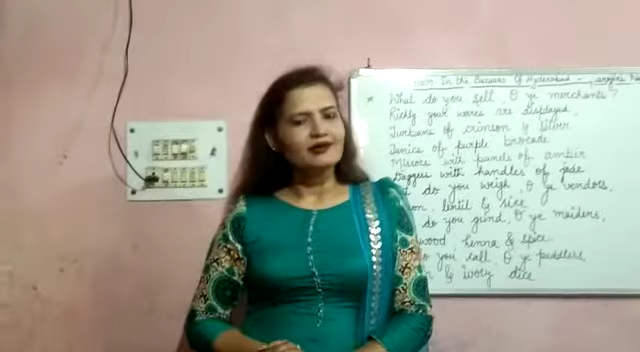 In the Bazaars of Hyderabad - Sarojini
What do you sell, O ye merchants?
Richly your wares are displayed.
Turbans of crimson & silver
Tunics of purple brocade
Mirrors with panels of amber
Daggers with handles of jade
do you weigh, O ye vendors,
lentil & rice
do you grind, O ye maidens,
wood, henna & spice
you call, O ye pedlars
& ivory dice